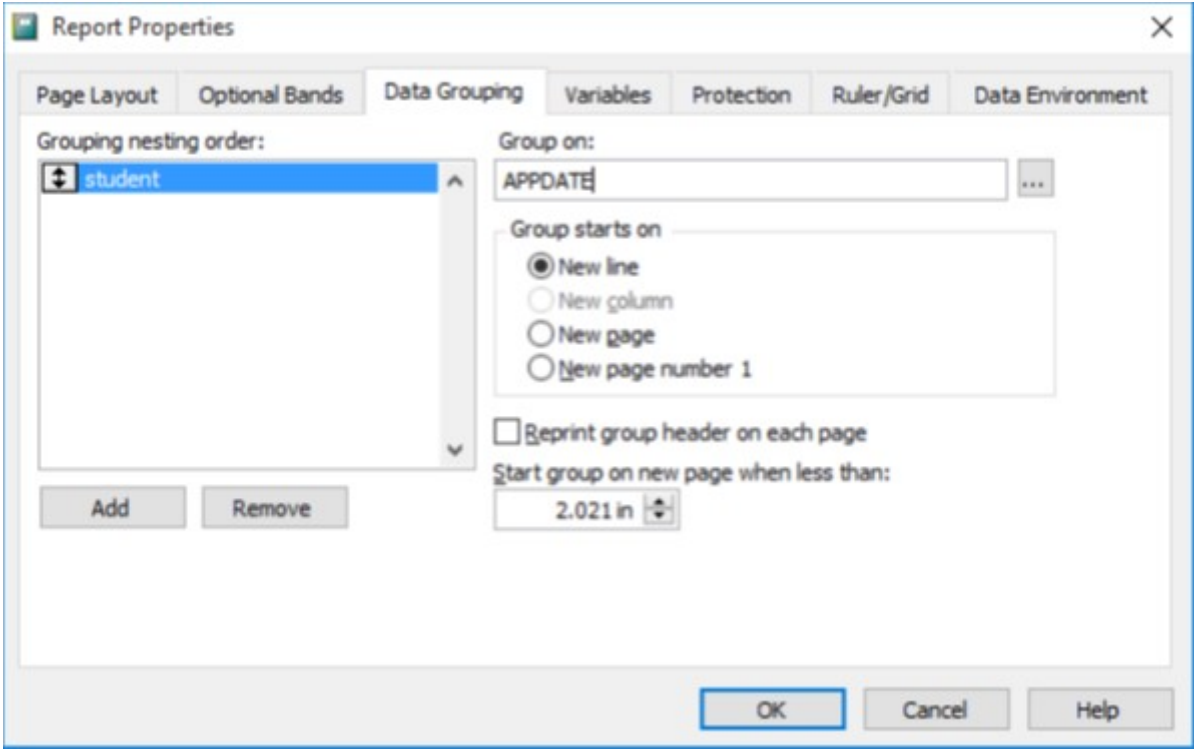 Report Properties
Page Layout Optional Bands Data Grouping Variables Protection Ruler/Grid Data Environment
Grouping nesting order:
student
Add Remove
Group on:
APPDATE ...
Group starts on
New line
New column
New page
New page number 1
Reprint group header on each page
Start group on new page when less than:
2.021 in
OK Cancel Help